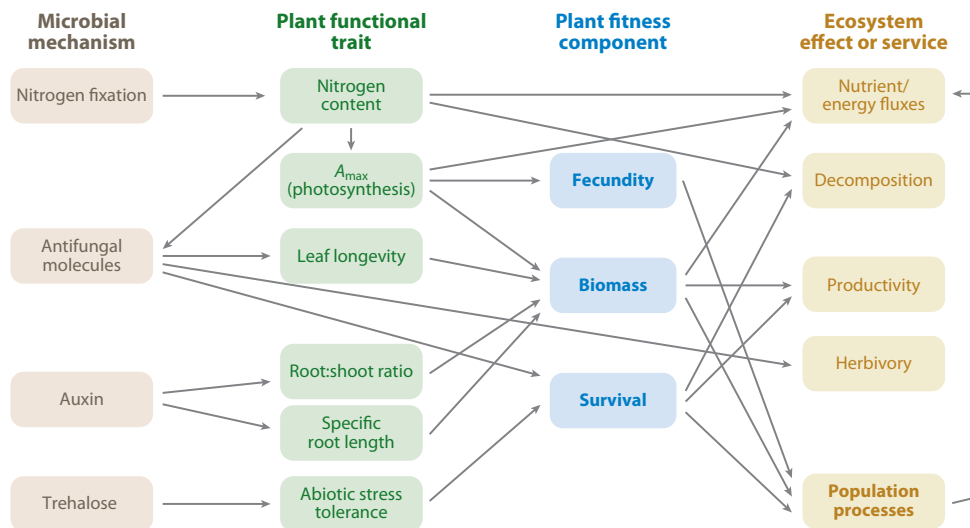 Microbial
mechanism
Plant functional
trait
Plant fitness
component
Ecosystem
effect or service
Nitrogen fixation
Nitrogen
content
Nutrient/
energy fluxes
Amax
(photosynthesis)
Fecundity
Decomposition
Antifungal
molecules
Leaf longevity
Biomass
Productivity
Root:shoot ratio
Herbivory
Auxin
Survival
Specific
root length
Trehalose
Abiotic stress
tolerance
Population
processes